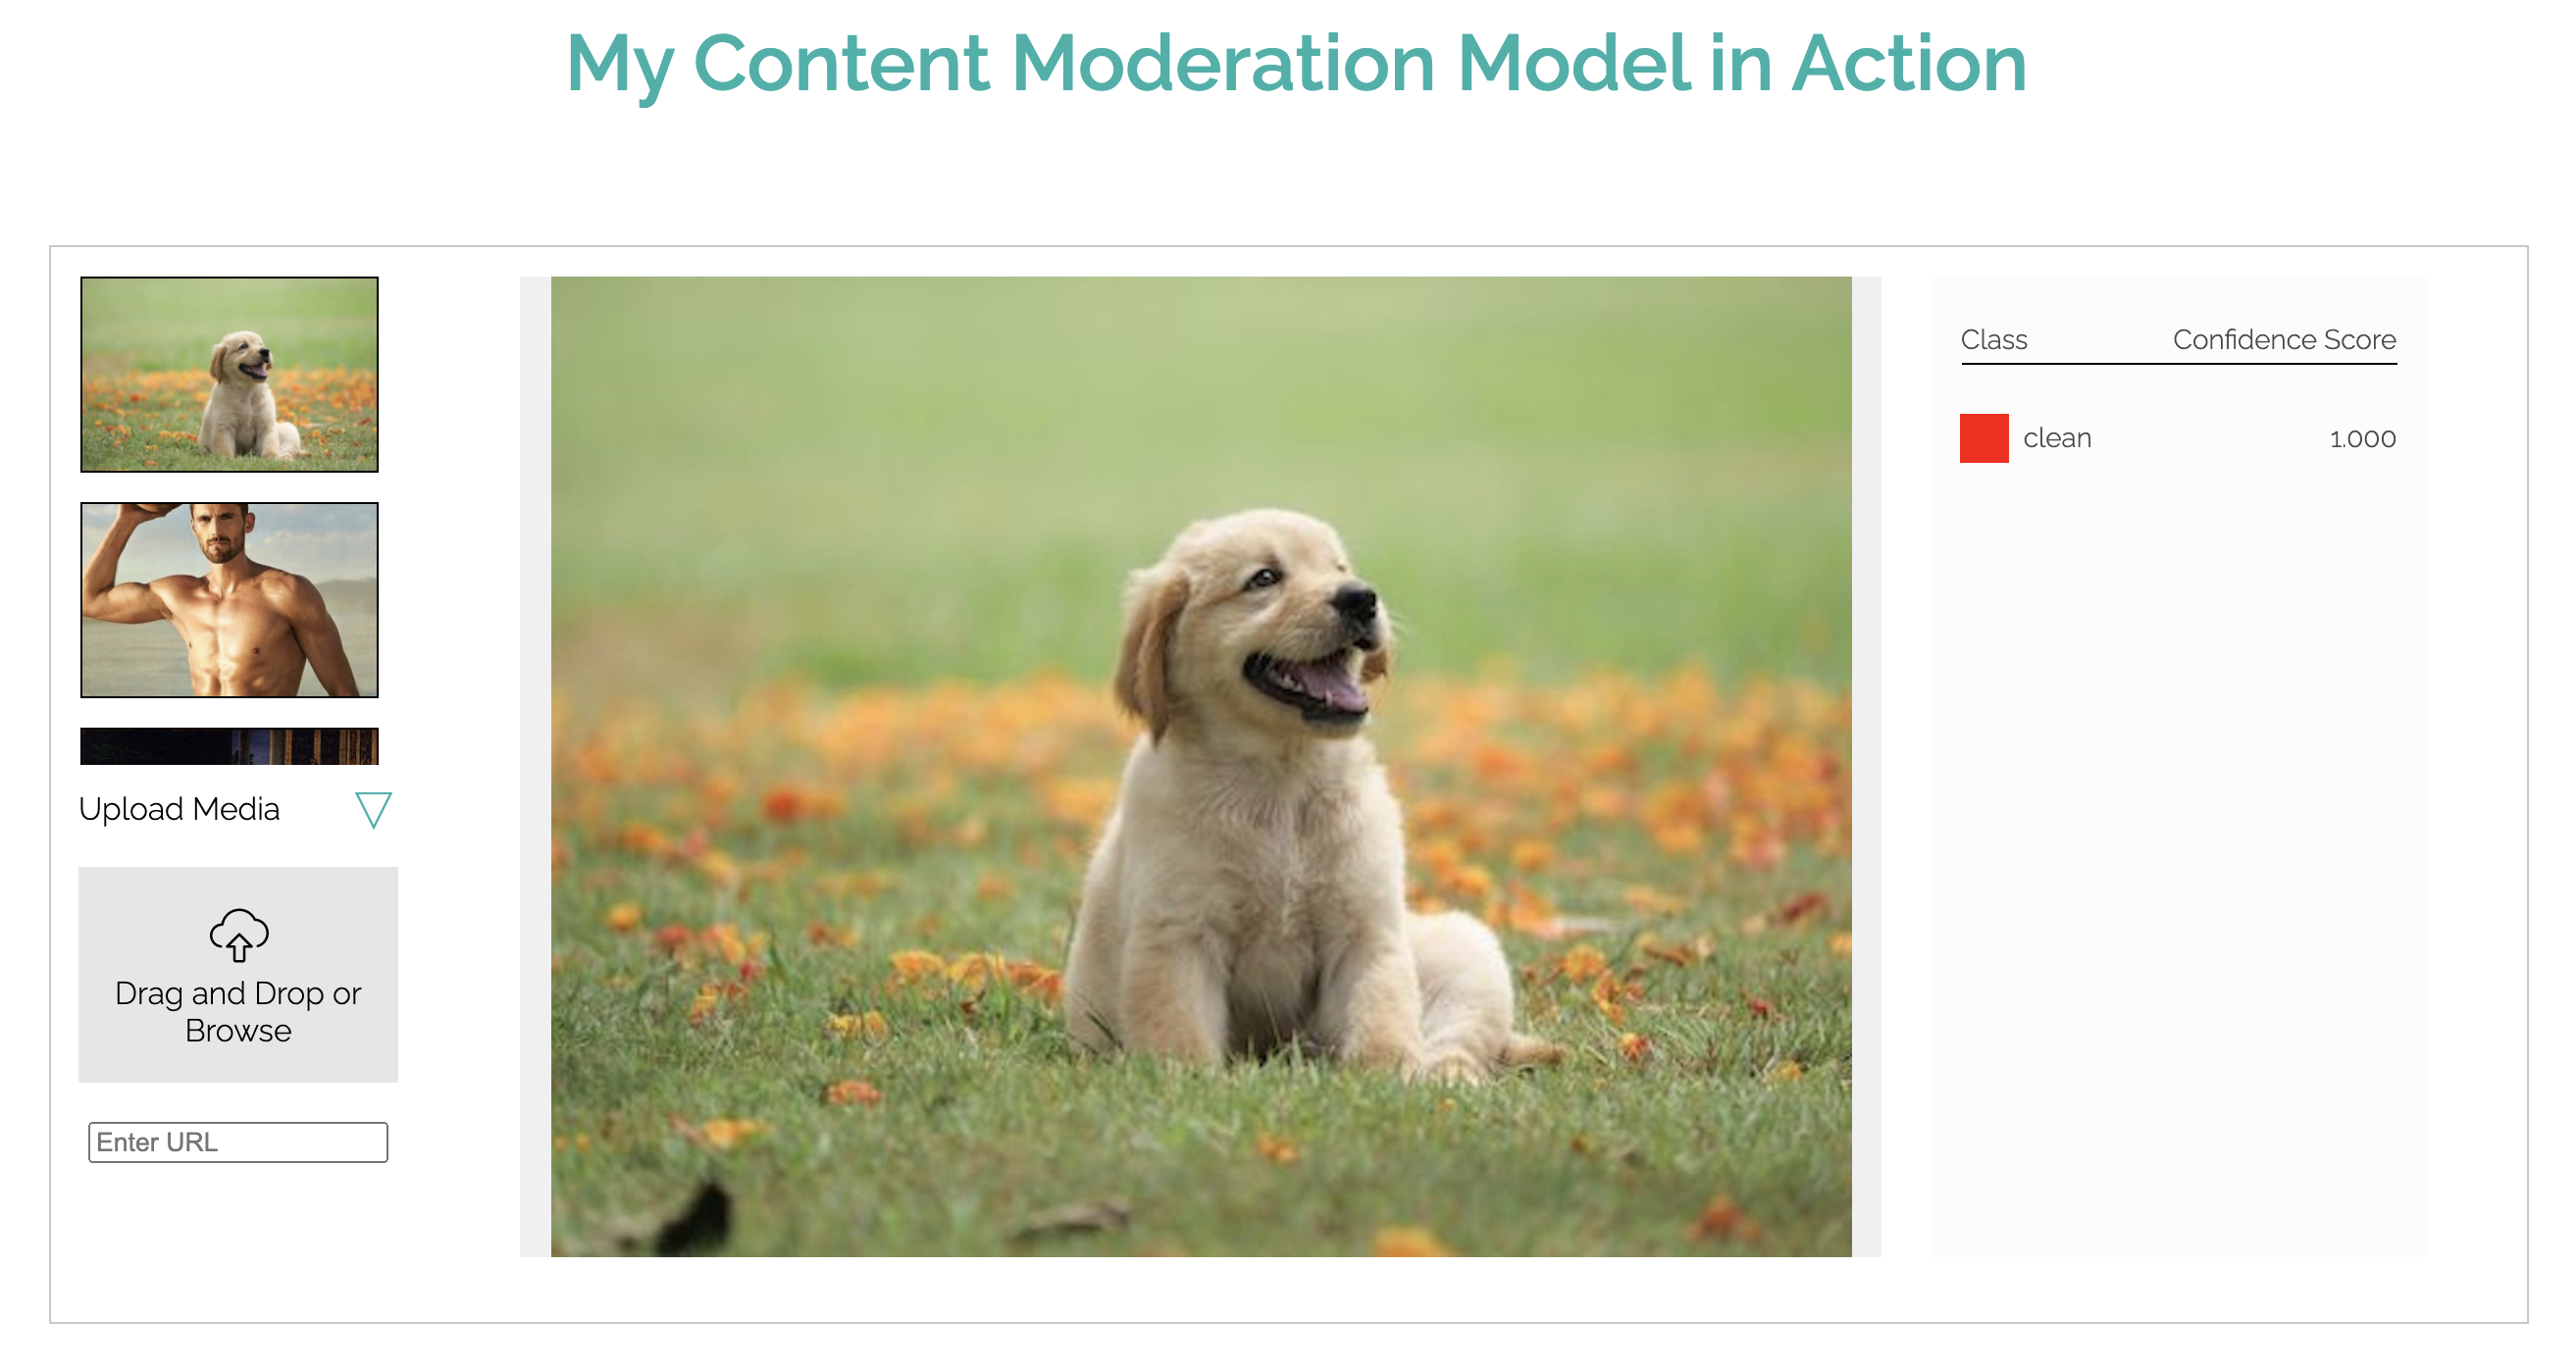 My Content Moderation Model in Action
Upload Media
Drag and Drop or
Browse
Enter URL
Class Confidence Score
clean 1.000